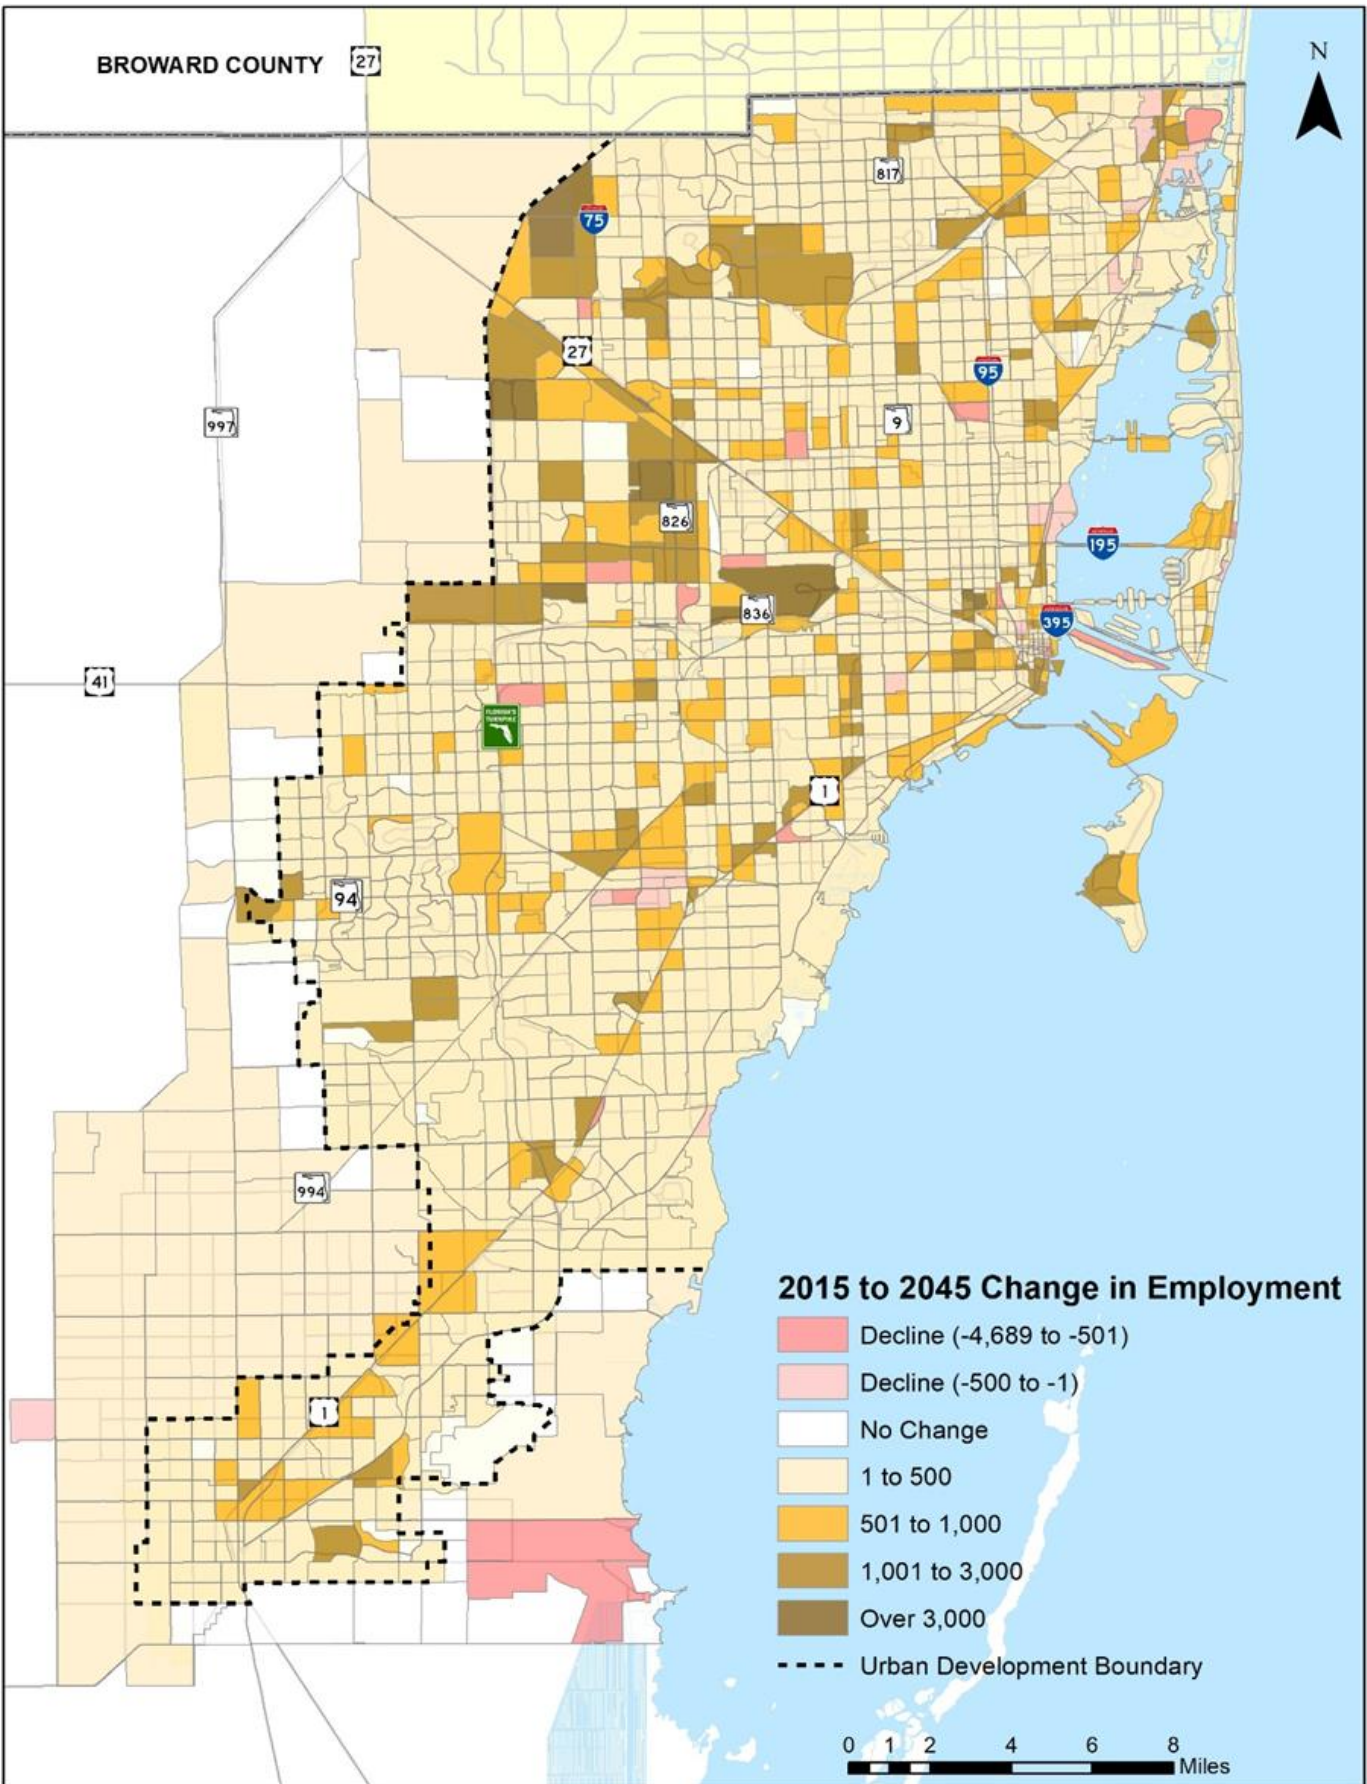 BROWARD COUNTY
27
N
817
75
27
95
997
9
826
195
836
395
41
FLORIDA'S
TURNPIKE
1
94
994
2015 to 2045 Change in Employment
Decline (-4,689 to -501)
Decline (-500 to -1)
No Change
1
1 to 500
501 to 1,000
1,001 to 3,000
Over 3,000
Urban Development Boundary
0 1 2 4 6 8
Miles